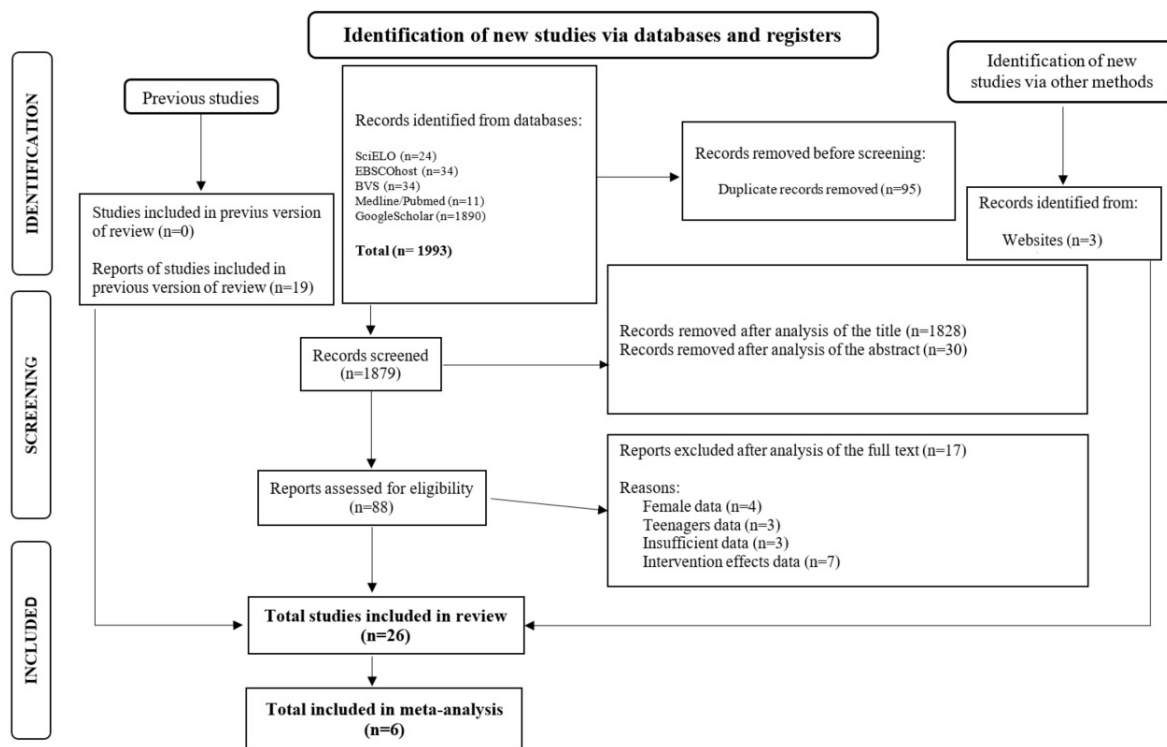 Identification of new studies via databases and registers
IDENTIFICATION
Previous studies
Studies included in previus version
of review (n=0)
Reports of studies included in
previous version of review (n=19)
Records identified from databases:
SciELO (n=24)
EBSCOhost (n=34)
BVS (n=34)
Medline/Pubmed (n=11)
GoogleScholar (n=1890)
Total (n= 1993)
Records removed before screening:
Duplicate records removed (n=95)
Identification of new
studies via other methods
Records identified from:
Websites (n=3)
SCREENING
Records screened
(n=1879)
Records removed after analysis of the title (n=1828)
Records removed after analysis of the abstract (n=30)
Reports assessed for eligibility
(n=88)
Reports excluded after analysis of the full text (n=17)
Reasons:
Female data (n=4)
Teenagers data (n=3)
Insufficient data (n=3)
Intervention effects data (n=7)
INCLUDED
Total studies included in review
(n=26)
Total included in meta-analysis
(n=6)